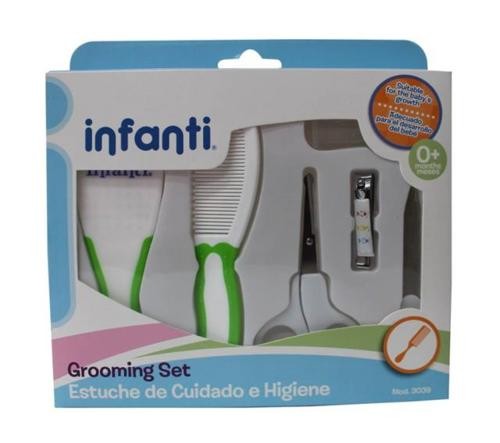 Suitable
for the baby's
growth
Adecuado
para el desarrollo
del bebé
infanti®
infanti.
0+
months
meses
Grooming Set
Estuche de Cuidado e Higiene
Mod. 3039